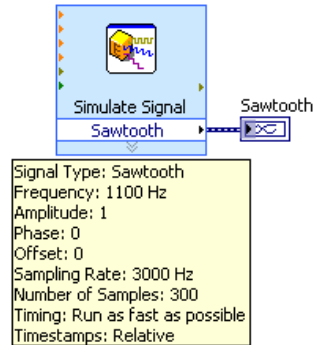 Simulate Signal
Sawtooth
Sawtooth
Signal Type: Sawtooth
Frequency: 1100 Hz
Amplitude: 1
Phase: 0
Offset: 0
Sampling Rate: 3000 Hz
Number of Samples: 300
Timing: Run as fast as possible
Timestamps: Relative